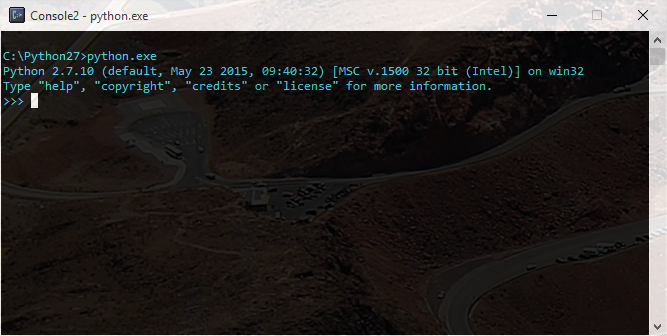 Console2 - python.exe
C:\Python27>python.exe
Python 2.7.10 (default, May 23 2015, 09:40:32) [MSC v.1500 32 bit (Intel)] on win32
Type "help", "copyright", "credits" or "license" for more information.
>>>